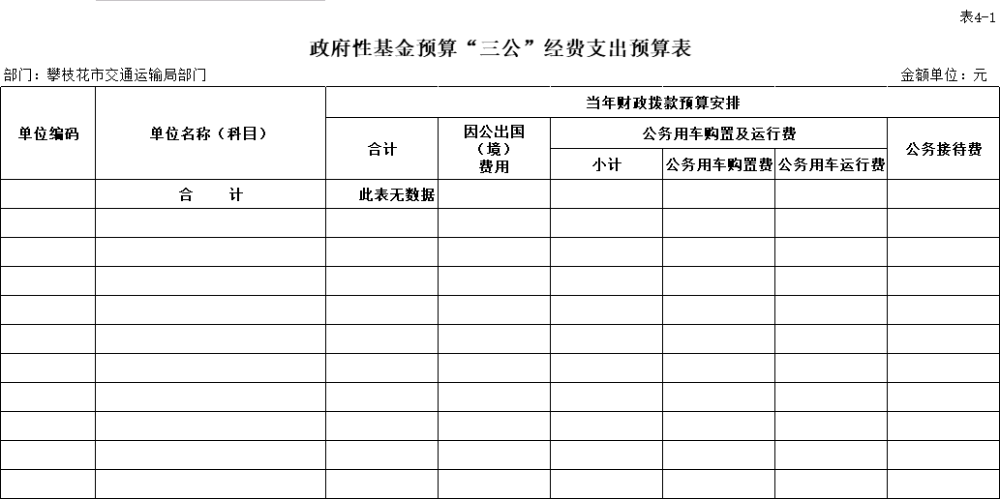 表4-1
政府性基金预算“三公”经费支出预算表
部门：攀枝花市交通运输局部门 金额单位：元
单位编码 单位名称（科目） 当年财政拨款预算安排
合计 因公出国（境）费用 公务用车购置及运行费 公务接待费
小计 公务用车购置费 公务用车运行费
合 计 此表无数据